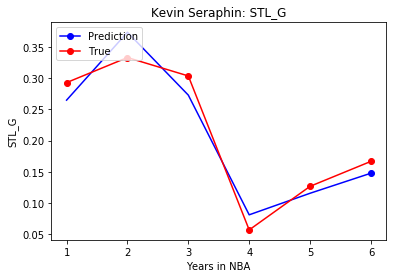 Kevin Seraphin: STL_G
Prediction
True
0.35
0.30
0.25
0.20
0.15
0.10
0.05
STL_G
1 2 3 4 5 6
Years in NBA